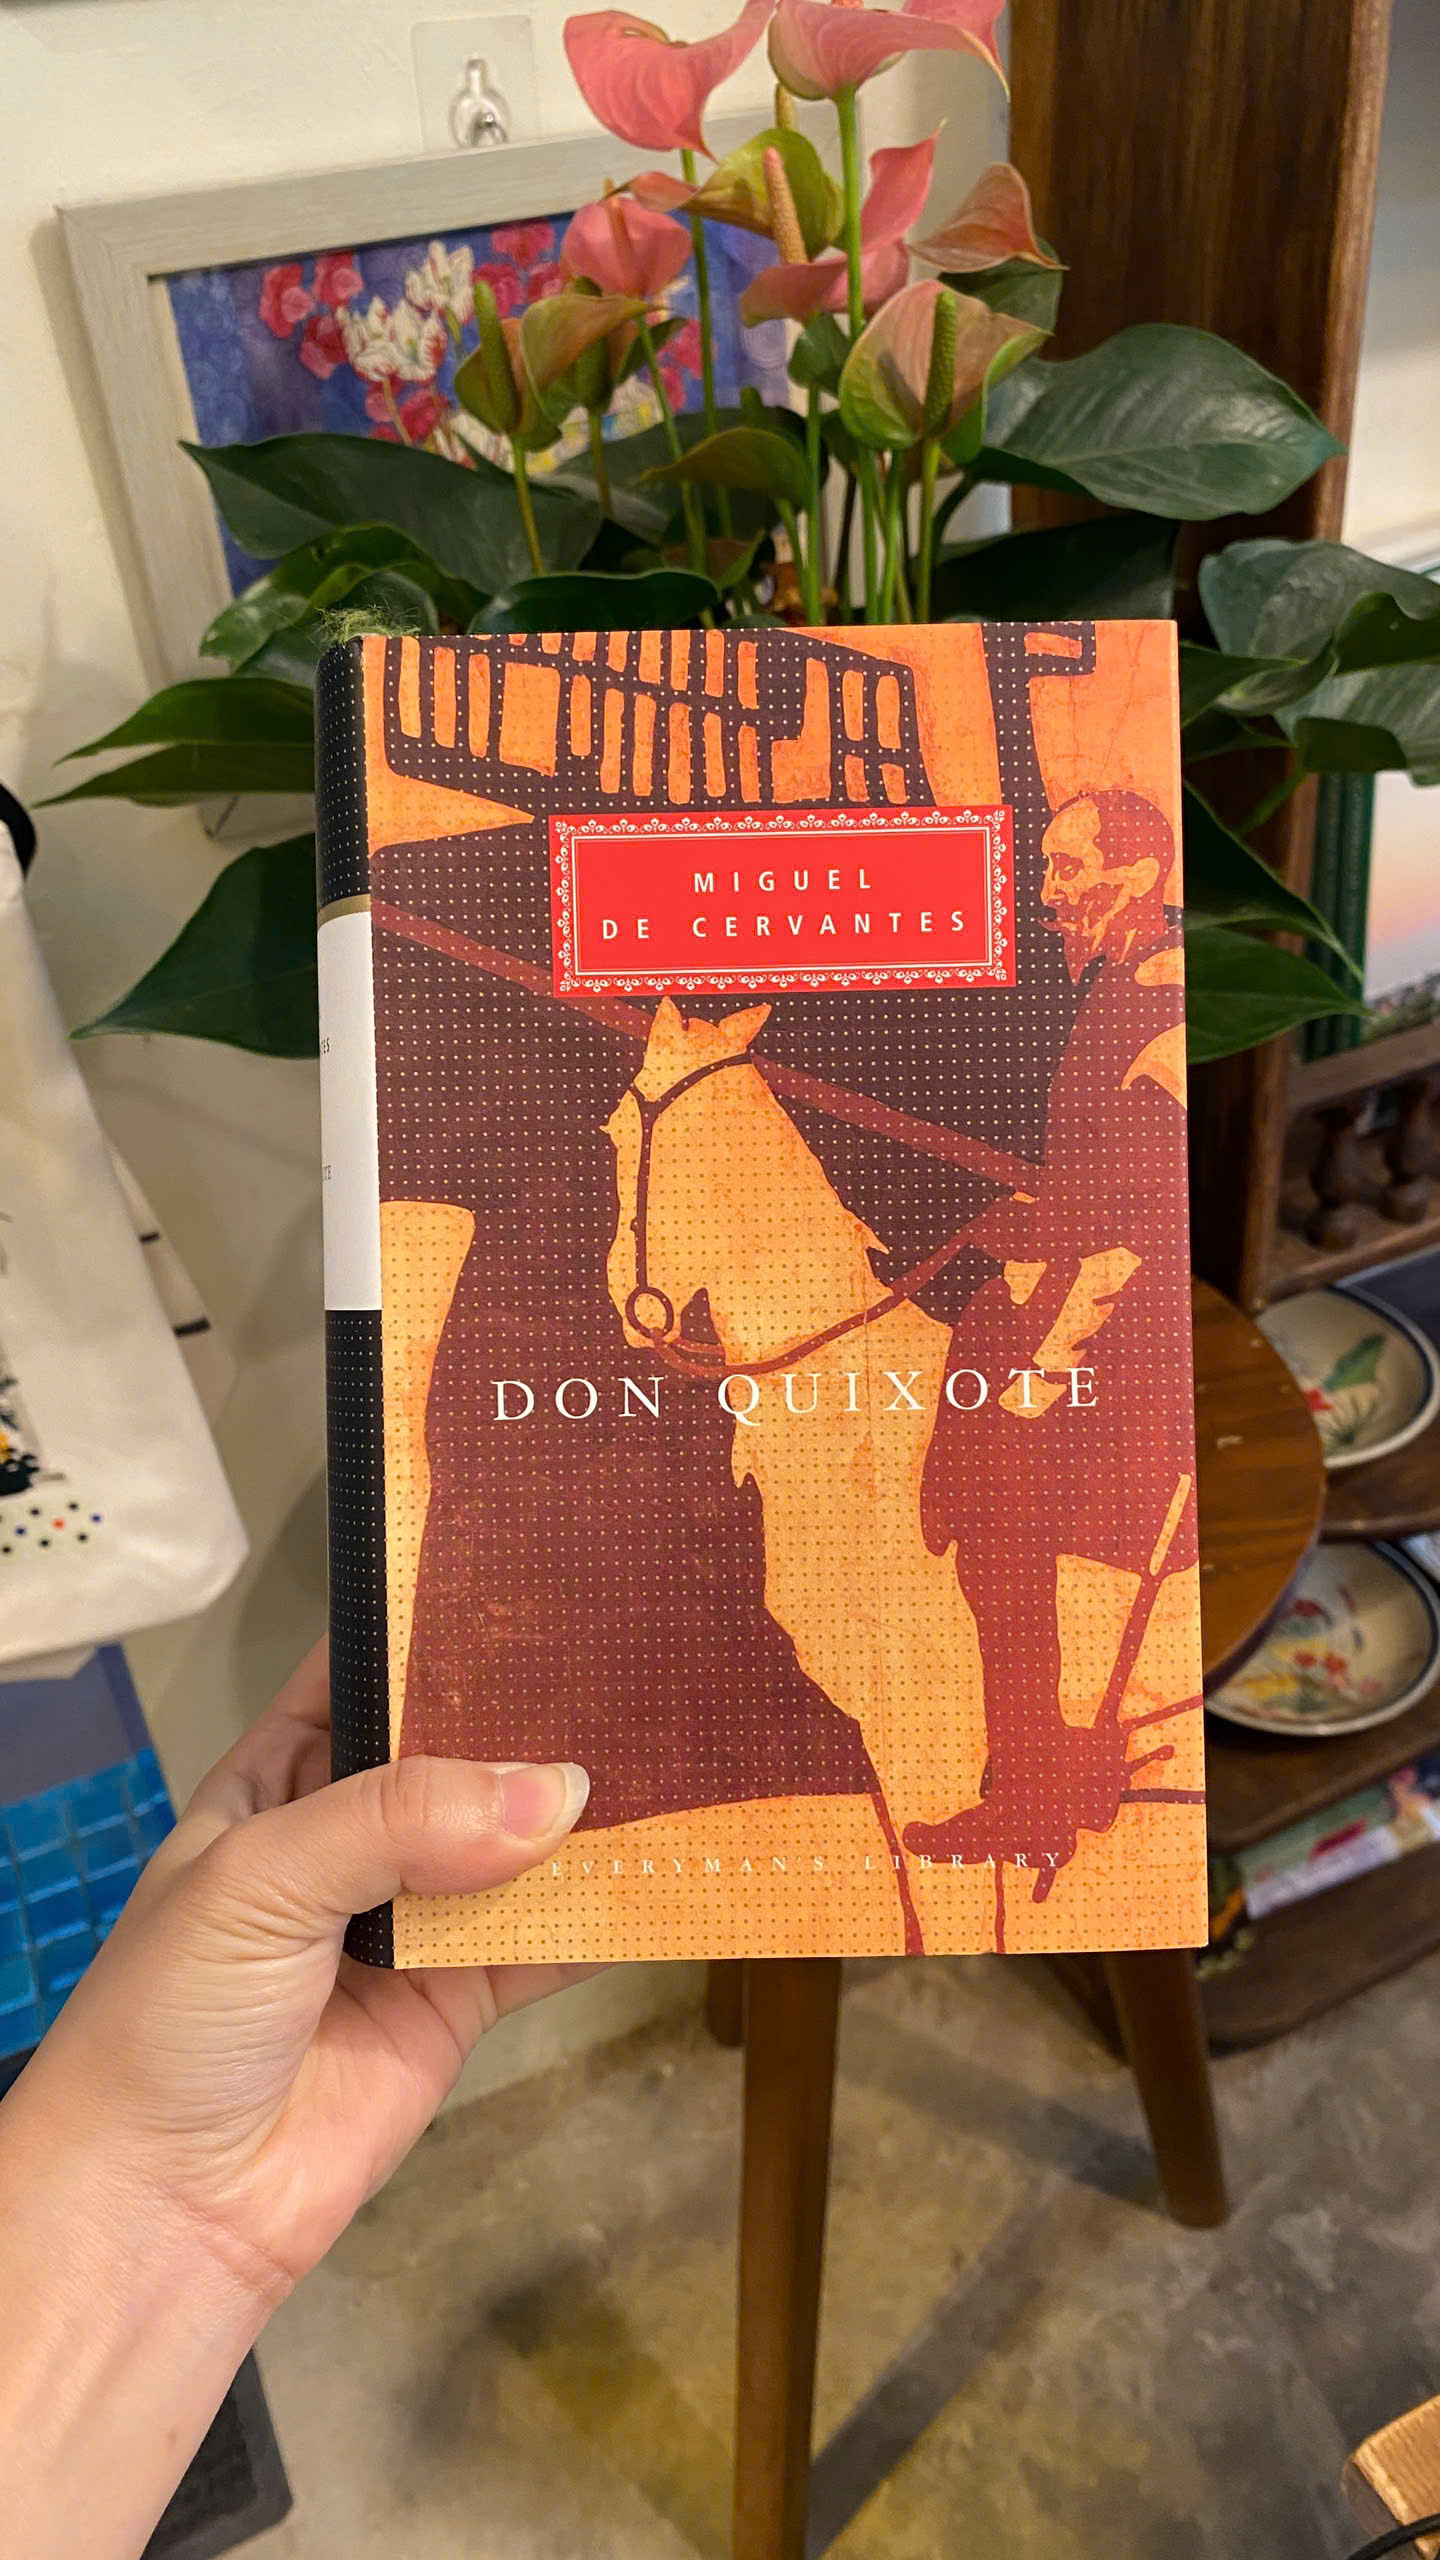 MIGUEL
DE CERVANTES
DON QUIXOTE
EVERYMAN'S LIBRARY